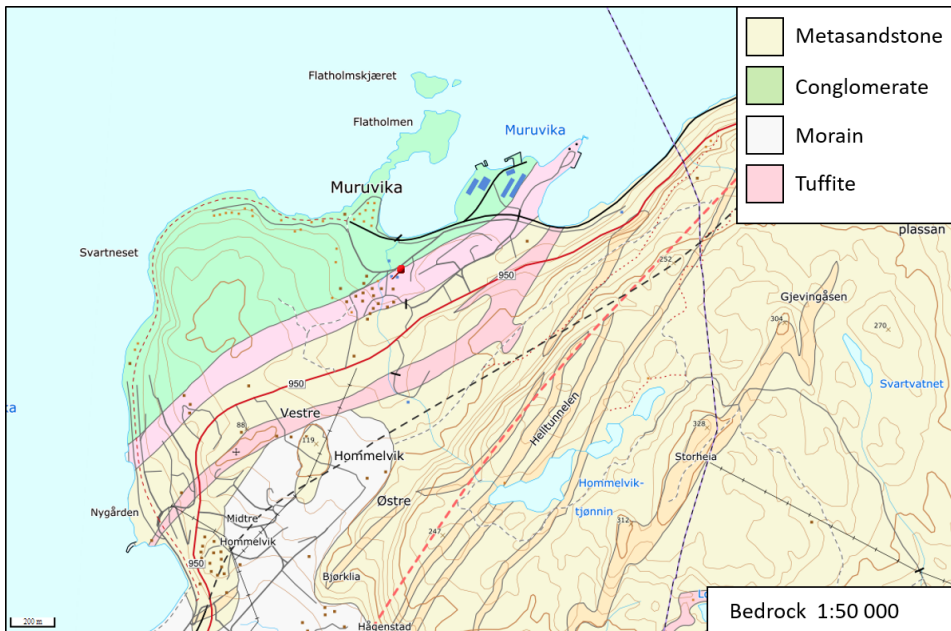 Metasandstone
Conglomerate
Morain
Tuffite
Flatholmskjæret
Flatholmen
Muruvika
Muruvika
Svartneset
plassan
252
950
Gjevingåsen
304
270
Svartvatnet
950
Vestre
88
119
Helltunnelen
328
Storheia
Hommelvik
Hommelvik-
tjønnin
Østre
Nygården
Midtre
Hommelvik
247
312
950
Bjørklia
Hagenstad
200 m
Bedrock 1:50 000